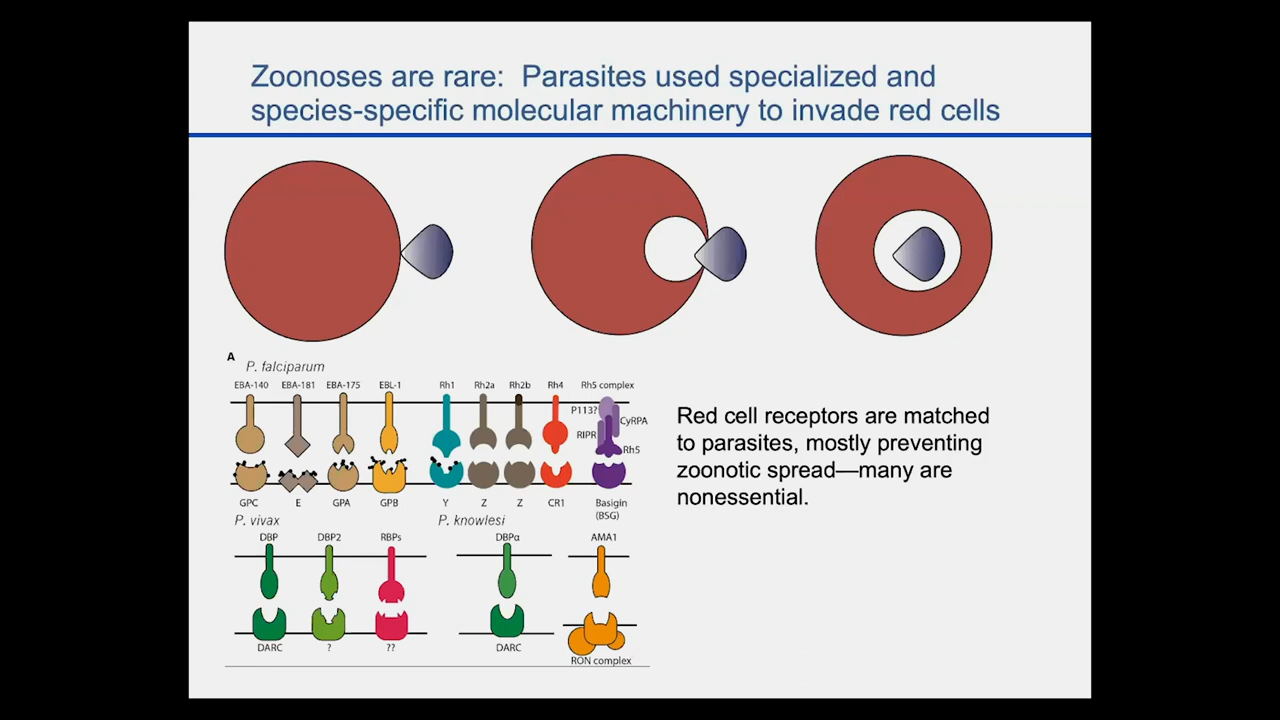 Zoonoses are rare: Parasites used specialized and
species-specific molecular machinery to invade red cells
A
P. falciparum
EBA-140 EBA-181 EBA-175 EBL-1 Rh1 Rh2a Rh2b Rh4 Rh5 complex
P113?
CyRPA
RIPR
Rh5
GPC E GPA GPB Y Z Z CR1 Basigin
(BSG)
Red cell receptors are matched
to parasites, mostly preventing
zoonotic spread—many are
nonessential.
P. vivax P. knowlesi
DBP DBP2 RBPs DBPα AMA1
DARC ? ?? DARC
RON complex